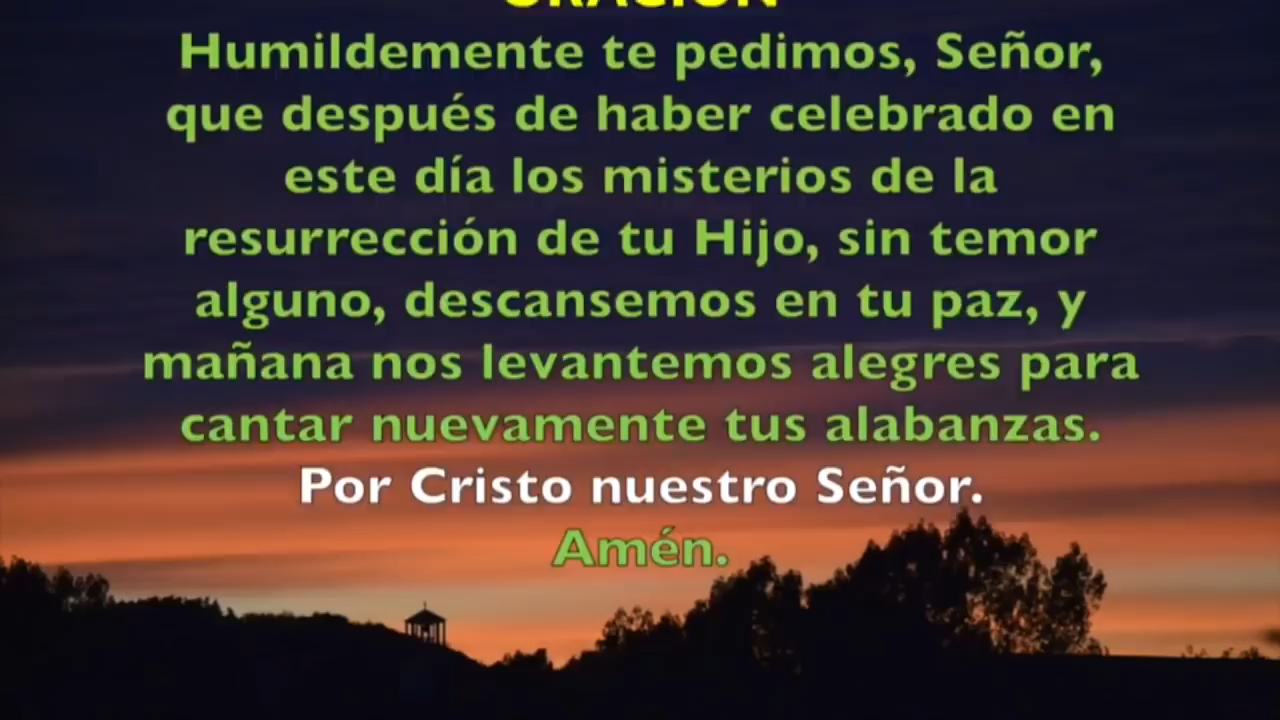 ORACIÓN
Humildemente te pedimos, Señor,
que después de haber celebrado en
este día los misterios de la
resurrección de tu Hijo, sin temor
alguno, descansemos en tu paz, y
mañana nos levantemos alegres para
cantar nuevamente tus alabanzas.
Por Cristo nuestro Señor.
Amén.